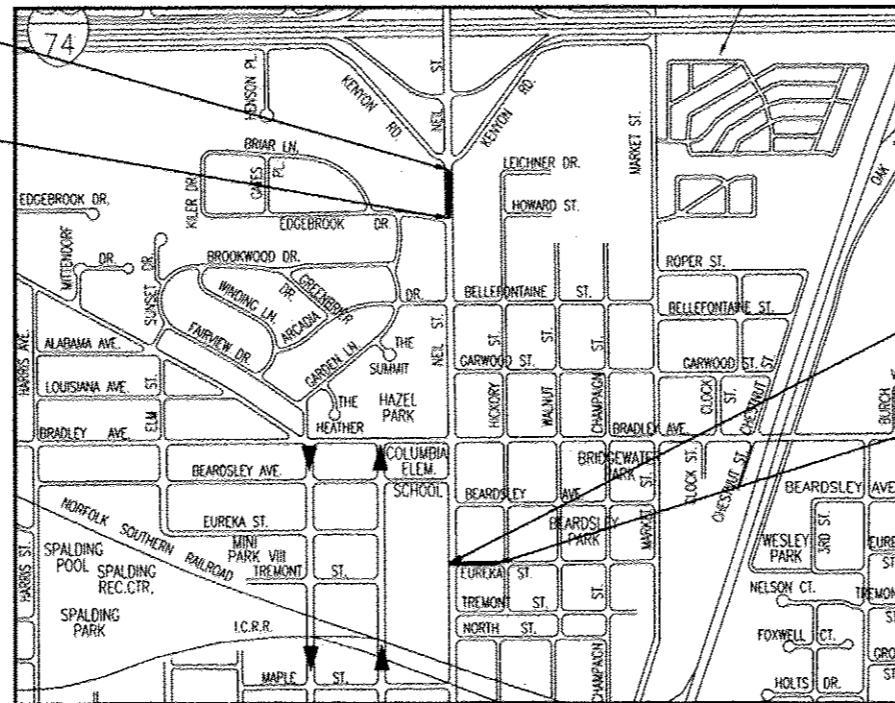 74
HENSON PL.
KENYON RD.
NEIL ST.
KENYON RD.
MARKET ST.
OAK
BRIAR LN.
LEICHNER DR.
KILER DR.
OAKES PL.
HOWARD ST.
EDGEBROOK DR.
EDGEBROOK DR.
MITTENDORF DR.
SUNSET DR.
BROOKWOOD DR.
ROPER ST.
WINDING LN.
GREENBRIER DR.
ARCADIA DR.
BELLEFONTAINE ST.
BELLEFONTAINE ST.
FAIRVIEW DR.
GARDEN LN.
THE SUMMIT
NEIL ST.
HARRIS AVE.
ALABAMA AVE.
GARWOOD ST.
GARWOOD ST.
LOUISIANA AVE.
ELM ST.
THE HEATHER
HAZEL PARK
HICKORY ST.
WALNUT
CHAMPAIGN ST.
CLOCK ST.
CHESTNUT ST.
BURCH
BRADLEY AVE.
BRADLEY AVE.
COLUMBIA ELEM. SCHOOL
BRIDGEWATER PARK
CLOCK ST.
CHESTNUT ST.
BEARDSLEY AVE.
BEARDSLEY AVE.
BEARDSLEY AVE
EUREKA ST.
BEARDSLEY PARK
MARKET ST.
WESLEY PARK
3RD ST.
NORFOLK SOUTHERN RAILROAD
MINI PARK VIII
SPALDING POOL
TREMONT ST.
EUREKA ST.
HARRIS ST.
SPALDING REC.CTR.
TREMONT ST.
ST.
NELSON CT.
SPALDING PARK
I.C.R.R.
NORTH ST.
FOXWELL CT.
MAPLE ST.
CHAMPAIGN
HOLTS DR.